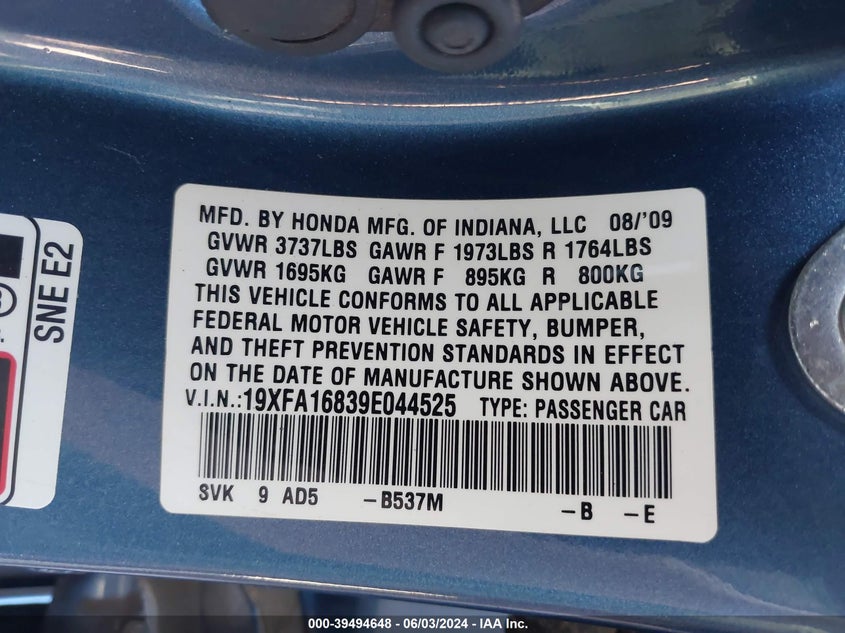 MFD. BY HONDA MFG. OF INDIANA, LLC 08/'09
GVWR 3737LBS GAWR F 1973LBS R 1764LBS
GVWR 1695KG GAWR F 895KG R 800KG
THIS VEHICLE CONFORMS TO ALL APPLICABLE
FEDERAL MOTOR VEHICLE SAFETY, BUMPER,
AND THEFT PREVENTION STANDARDS IN EFFECT
ON THE DATE OF MANUFACTURE SHOWN ABOVE.
V.I.N.:19XFA16839E044525 TYPE: PASSENGER CAR
SVK 9 AD5 -B537M -B -E
SNE E2
000-39494648 - 06/03/2024 - IAA Inc.